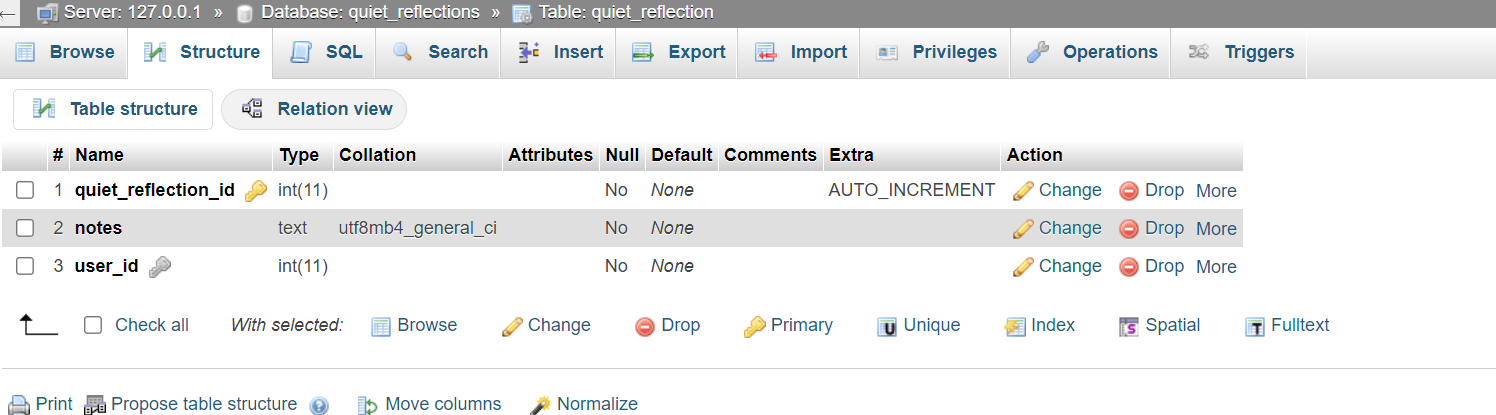 Server: 127.0.0.1 » Database: quiet_reflections » Table: quiet_reflection
Browse Structure SQL Search Insert Export Import Privileges Operations Triggers
Table structure Relation view
# Name Type Collation Attributes Null Default Comments Extra Action
1 quiet_reflection_id int(11) No None AUTO_INCREMENT Change Drop More
2 notes text utf8mb4_general_ci No None Change Drop More
3 user_id int(11) No None Change Drop More
Check all With selected: Browse Change Drop Primary U Unique Index S Spatial T Fulltext
Print Propose table structure ? Move columns Normalize